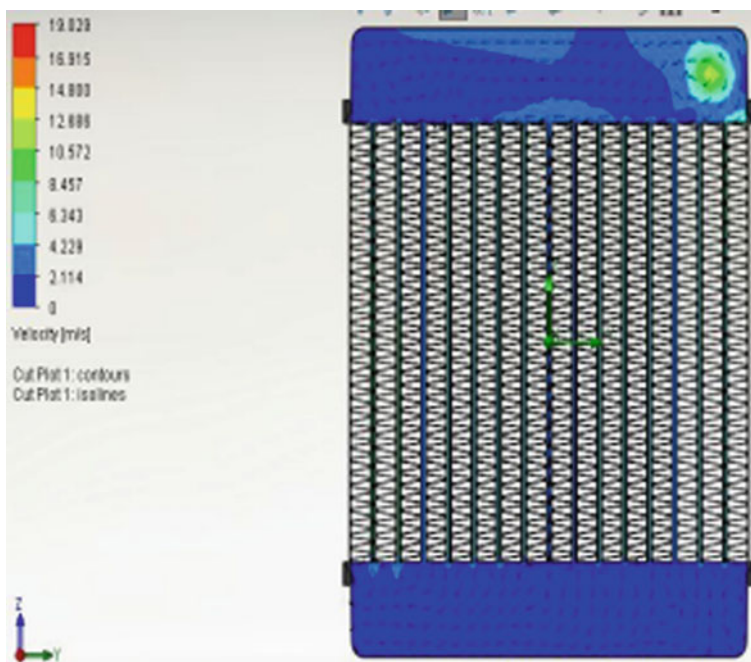 19.029
16.915
14.800
12.686
10.572
8.457
6.343
4.229
2.114
0
Velocity [m/s]
Cut Plot 1: contours
Cut Plot 1: isolines
Z
Y